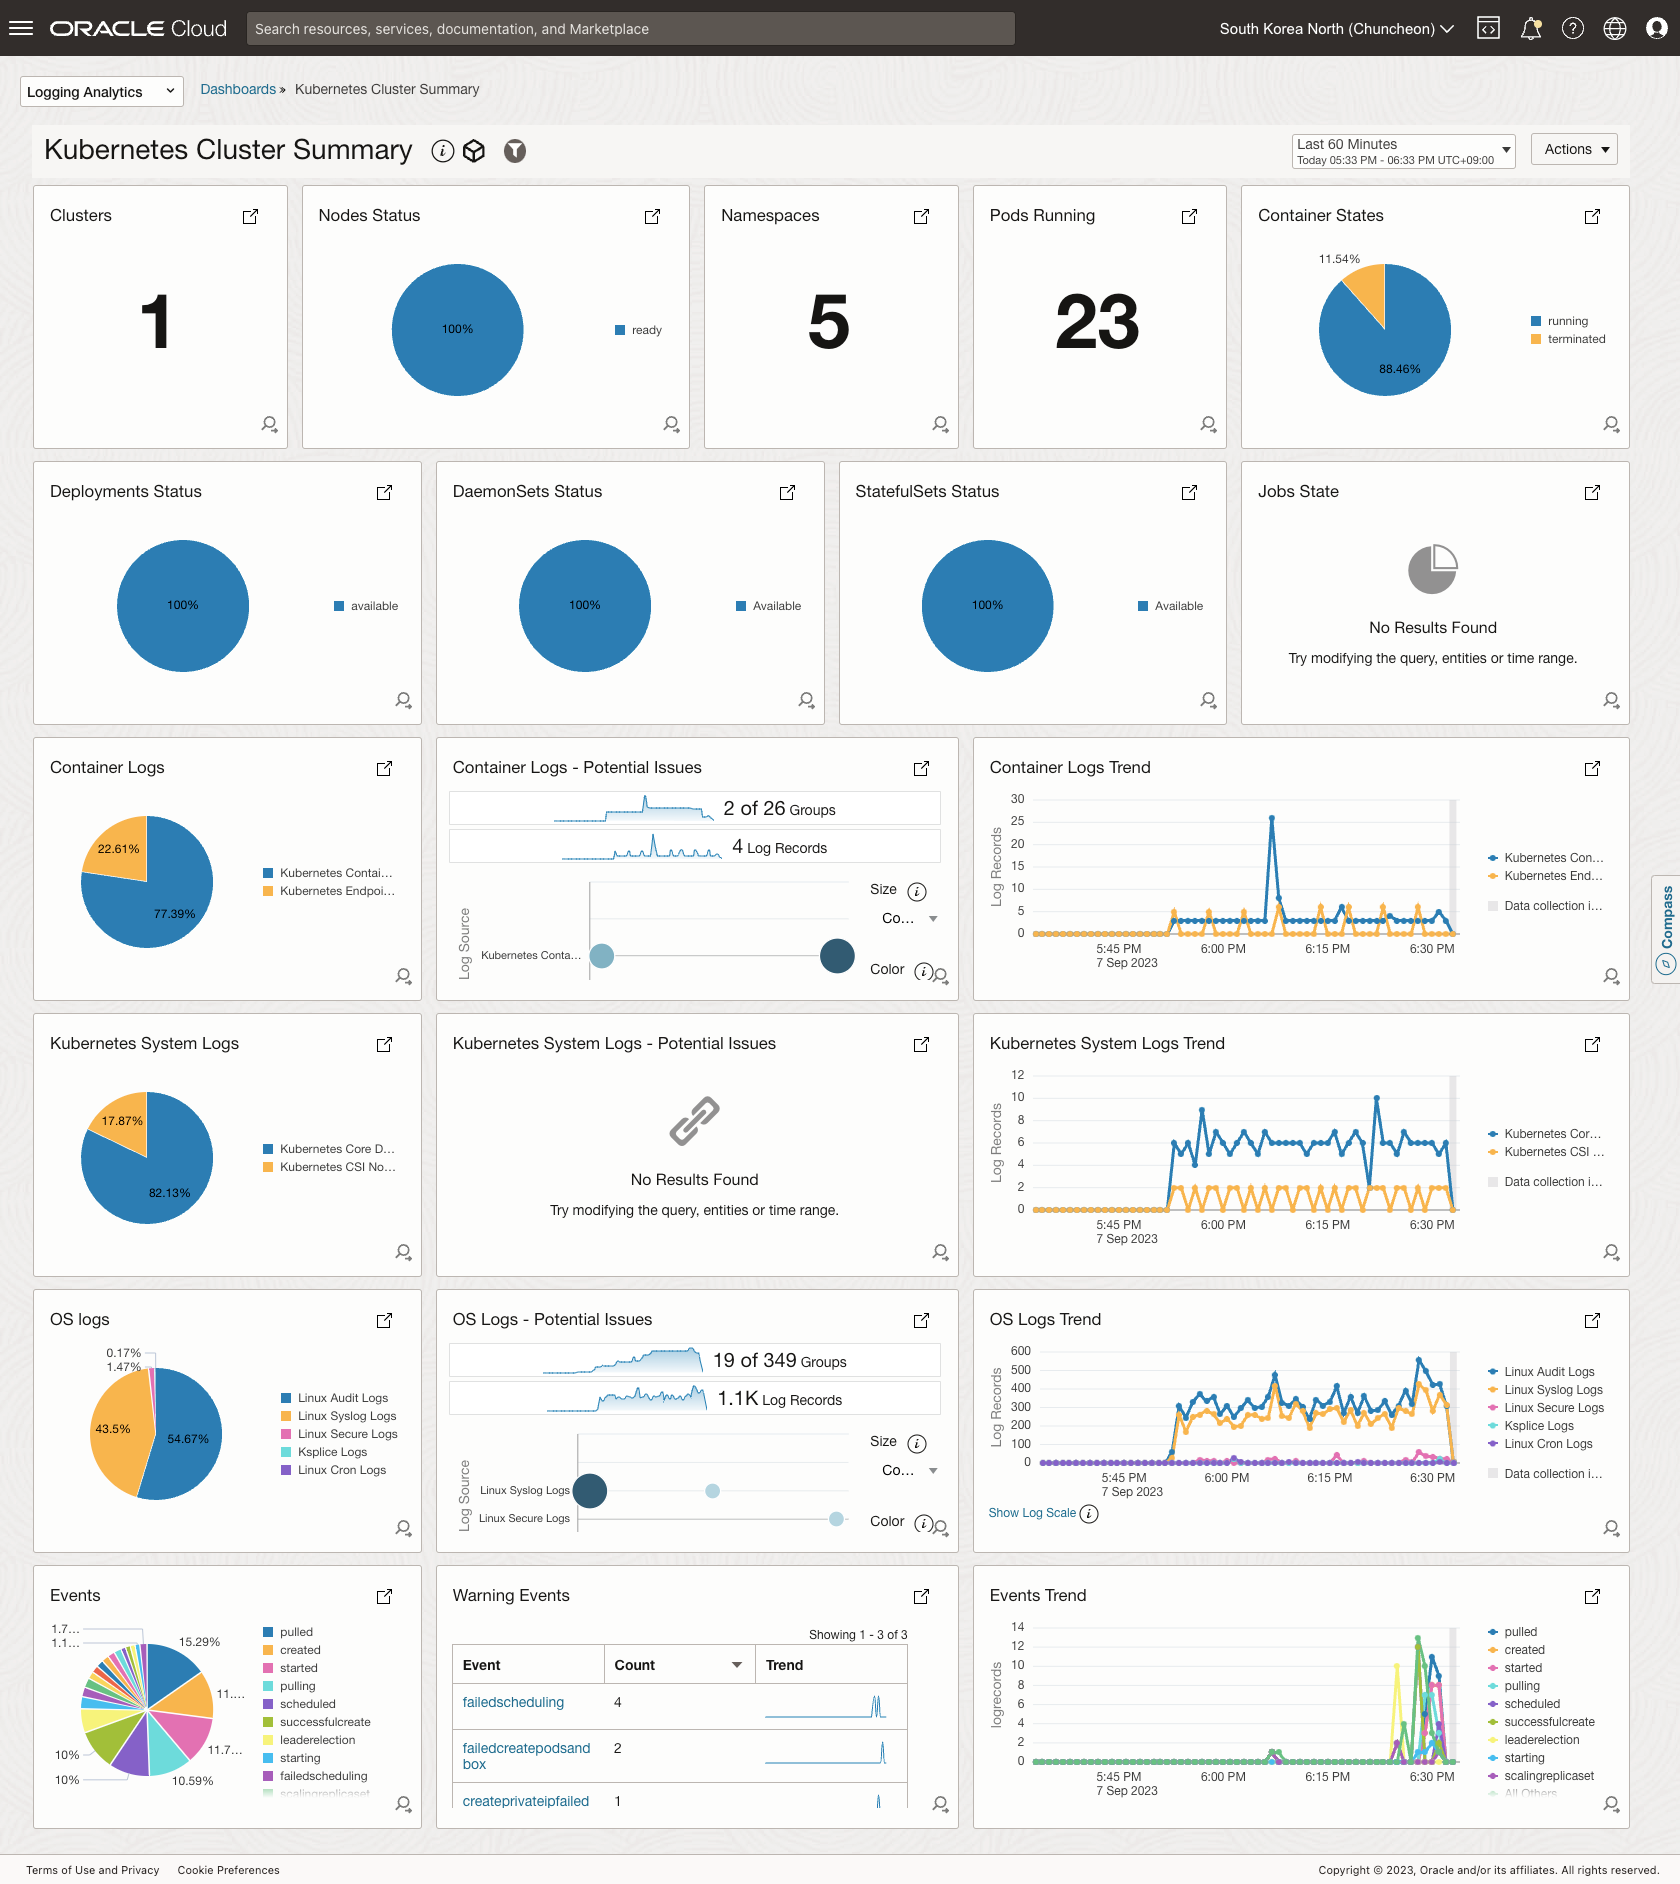 ORACLE Cloud
Search resources, services, documentation, and Marketplace
South Korea North (Chuncheon)
Logging Analytics
Dashboards » Kubernetes Cluster Summary
Kubernetes Cluster Summary
Last 60 Minutes
Today 05:33 PM - 06:33 PM UTC+09:00
Actions
Clusters
1
Nodes Status
100%
ready
Namespaces
5
Pods Running
23
Container States
11.54%
88.46%
running
terminated
Deployments Status
100%
available
DaemonSets Status
100%
Available
StatefulSets Status
100%
Available
Jobs State
No Results Found
Try modifying the query, entities or time range.
Container Logs
22.61%
77.39%
Kubernetes Contai...
Kubernetes Endpoi...
Container Logs - Potential Issues
2 of 26 Groups
4 Log Records
Log Source
Kubernetes Conta...
Size
Co...
Color
Container Logs Trend
Log Records
30
25
20
15
10
5
0
5:45 PM
7 Sep 2023
6:00 PM
6:15 PM
6:30 PM
Kubernetes Con...
Kubernetes End...
Data collection i...
Compass
Kubernetes System Logs
17.87%
82.13%
Kubernetes Core D...
Kubernetes CSI No...
Kubernetes System Logs - Potential Issues
No Results Found
Try modifying the query, entities or time range.
Kubernetes System Logs Trend
Log Records
12
10
8
6
4
2
0
5:45 PM
7 Sep 2023
6:00 PM
6:15 PM
6:30 PM
Kubernetes Cor...
Kubernetes CSI ...
Data collection i...
OS logs
0.17%
1.47%
43.5%
54.67%
Linux Audit Logs
Linux Syslog Logs
Linux Secure Logs
Ksplice Logs
Linux Cron Logs
OS Logs - Potential Issues
19 of 349 Groups
1.1K Log Records
Log Source
Linux Syslog Logs
Linux Secure Logs
Size
Co...
Color
OS Logs Trend
Log Records
600
500
400
300
200
100
0
5:45 PM
7 Sep 2023
6:00 PM
6:15 PM
6:30 PM
Linux Audit Logs
Linux Syslog Logs
Linux Secure Logs
Ksplice Logs
Linux Cron Logs
Data collection i...
Show Log Scale
Events
1.7...
1.1...
15.29%
11....
11.7...
10.59%
10%
10%
pulled
created
started
pulling
scheduled
successfulcreate
leaderelection
starting
failedscheduling
scalingreplicaset
Warning Events
Showing 1 - 3 of 3
Event Count Trend
failedscheduling 4
failedcreatepodsand 2
box
createprivateipfailed 1
Events Trend
logrecords
14
12
10
8
6
4
2
0
5:45 PM
7 Sep 2023
6:00 PM
6:15 PM
6:30 PM
pulled
created
started
pulling
scheduled
successfulcreate
leaderelection
starting
scalingreplicaset
All Others
Terms of Use and Privacy Cookie Preferences
Copyright © 2023, Oracle and/or its affiliates. All rights reserved.